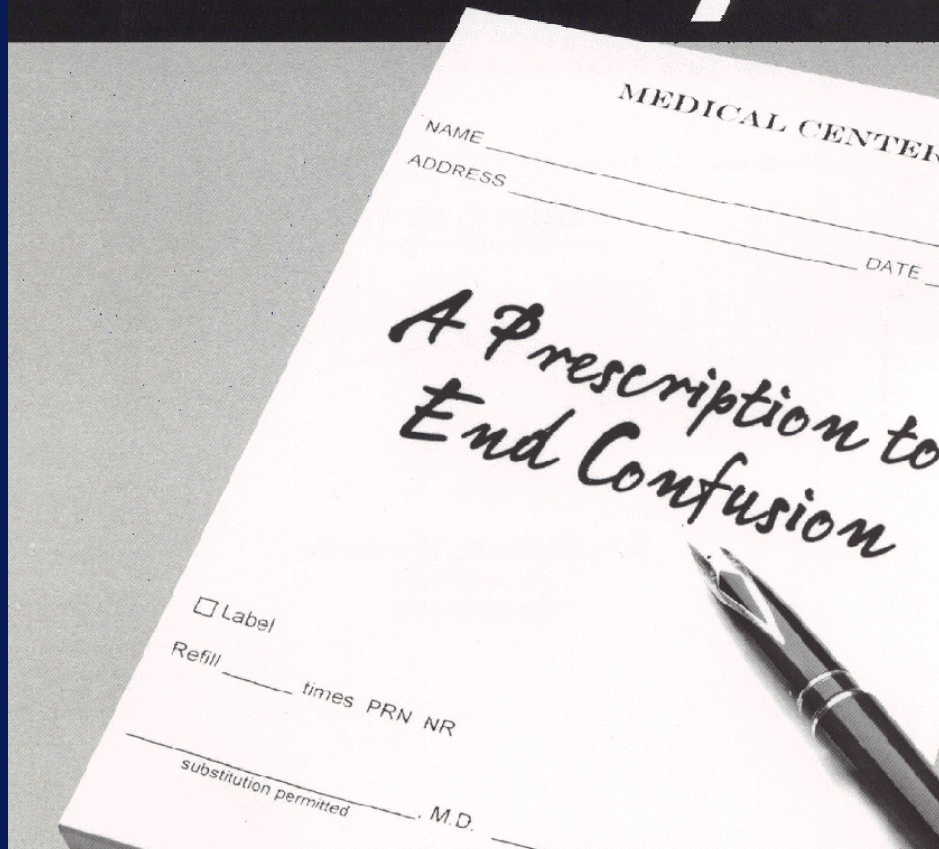 MEDICAL CENTER
NAME
ADDRESS
DATE
A Prescription to
End Confusion
Label
Refill times PRN NR
substitution permitted , M.D.